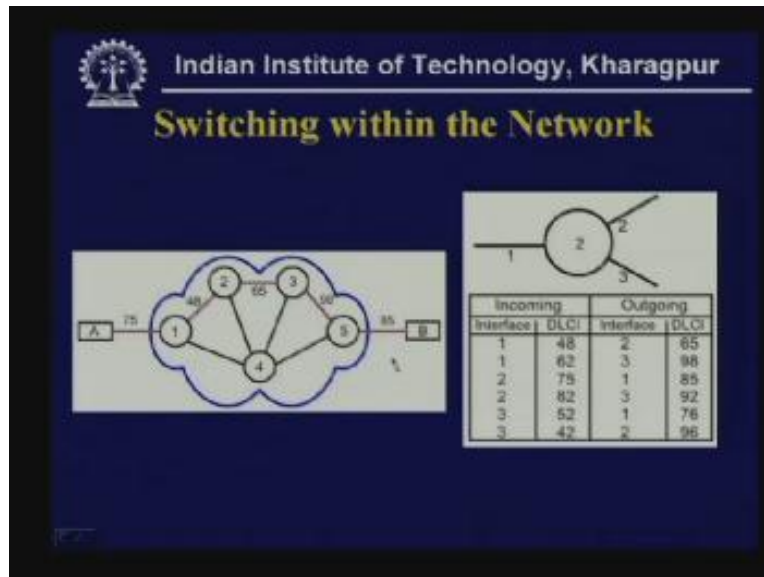 Indian Institute of Technology, Kharagpur
Switching within the Network
A 75 1 48 2 65 3 98 5 85 B
4
2
1 2
3
Incoming Outgoing
Interface DLCI Interface DLCI
1 48 2 65
1 62 3 98
2 75 1 85
2 82 3 92
3 52 1 76
3 42 2 96